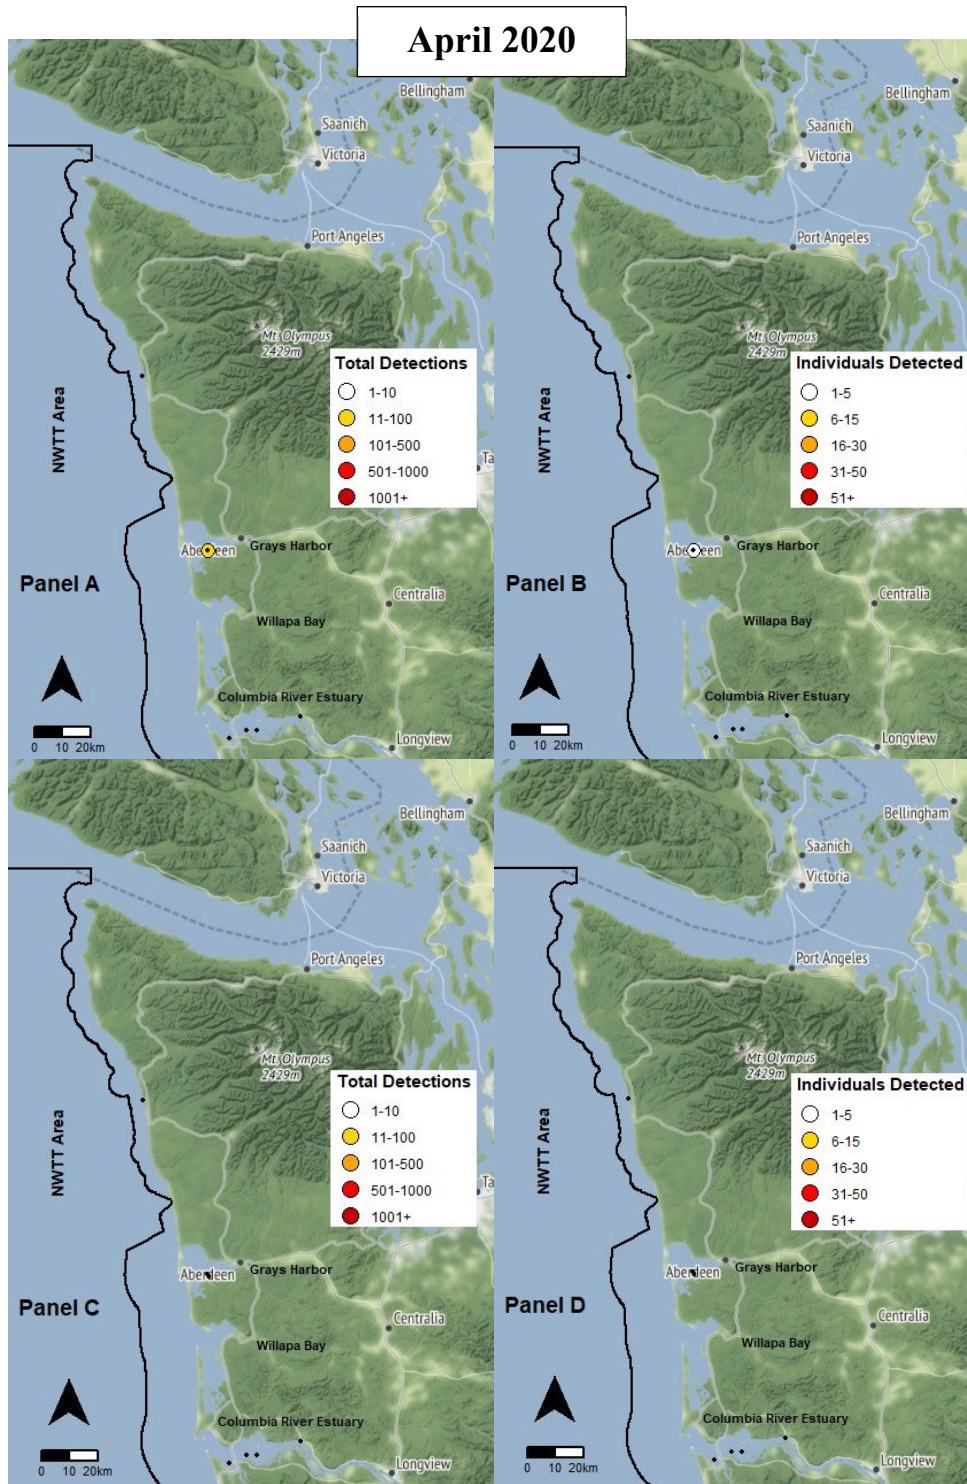 April 2020
Bellingham
Saanich
Victoria
Port Angeles
Mt. Olympus
2429m
NWTT Area
Total Detections
1-10
11-100
101-500
501-1000
1001+
Ta
Aberdeen
Grays Harbor
Panel A
Centralia
Willapa Bay
Columbia River Estuary
0 10 20km
Longview
Bellingham
Saanich
Victoria
Port Angeles
Mt. Olympus
2429m
NWTT Area
Individuals Detected
1-5
6-15
16-30
31-50
51+
Aberdeen
Grays Harbor
Panel B
Centralia
Willapa Bay
Columbia River Estuary
0 10 20km
Longview
Bellingham
Saanich
Victoria
Port Angeles
Mt. Olympus
2429m
NWTT Area
Total Detections
1-10
11-100
101-500
501-1000
1001+
Ta
Aberdeen
Grays Harbor
Panel C
Centralia
Willapa Bay
Columbia River Estuary
0 10 20km
Longview
Bellingham
Saanich
Victoria
Port Angeles
Mt. Olympus
2429m
NWTT Area
Individuals Detected
1-5
6-15
16-30
31-50
51+
Aberdeen
Grays Harbor
Panel D
Centralia
Willapa Bay
Columbia River Estuary
0 10 20km
Longview